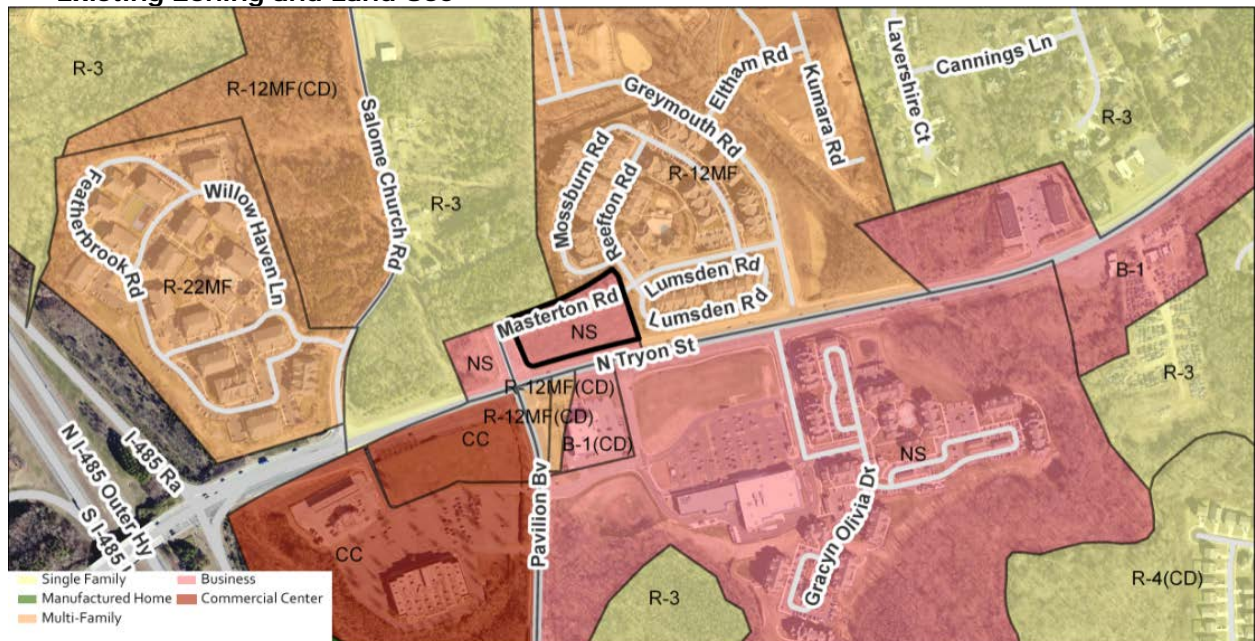 Existing Zoning and Land Use
R-3
R-12MF(CD)
Salome Church Rd
R-3
Featherbrook Rd
Willow Haven Ln
R-22MF
Greymouth Rd
Eltham Rd
Kumara Rd
Mossburn Rd
Reefton Rd
R-12MF
Lumsden Rd
Lumsden Rd
Lavershire Ct
Cannings Ln
R-3
Masterton Rd
NS
NS
N Tryon St
B-1
R-3
R-12MF(CD)
R-12MF(CD)
B-1(CD)
CC
CC
Pavilion Bv
NS
Gracyn Olivia Dr
R-3
R-4(CD)
I-485 Ra
N I-485 Outer Hy
S I-485 I
Single Family
Manufactured Home
Multi-Family
Business
Commercial Center